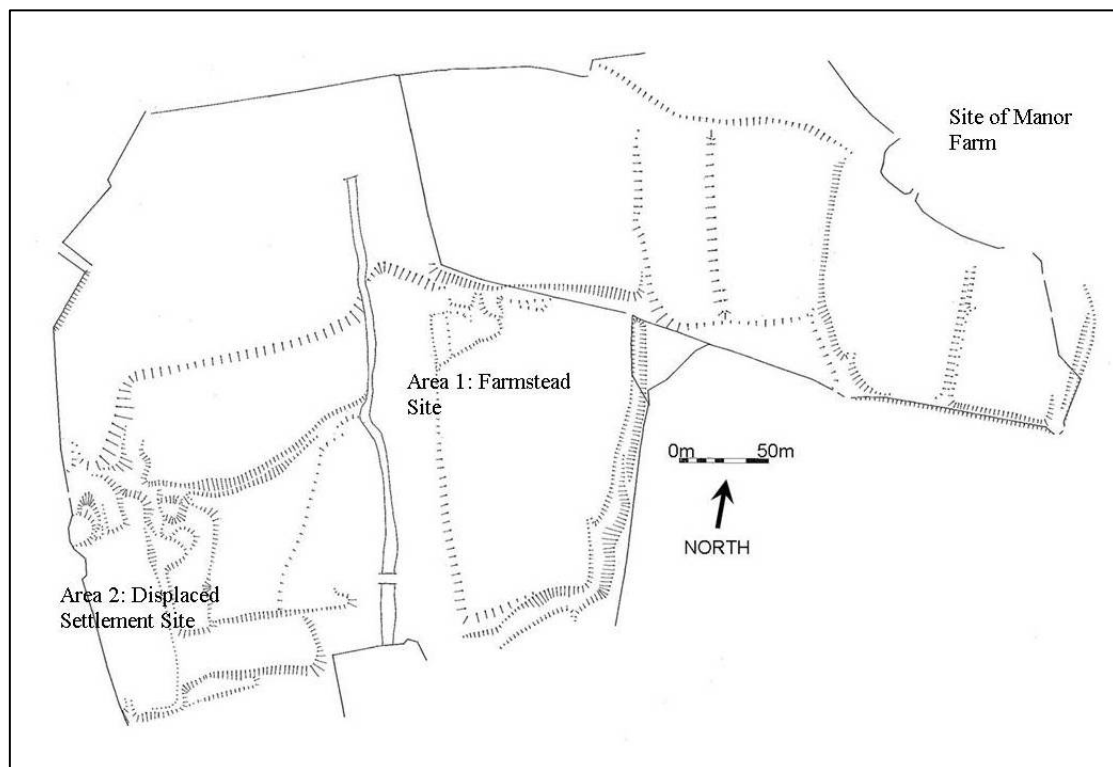 Site of Manor
Farm
Area 1: Farmstead
Site
0m 50m
NORTH
Area 2: Displaced
Settlement Site